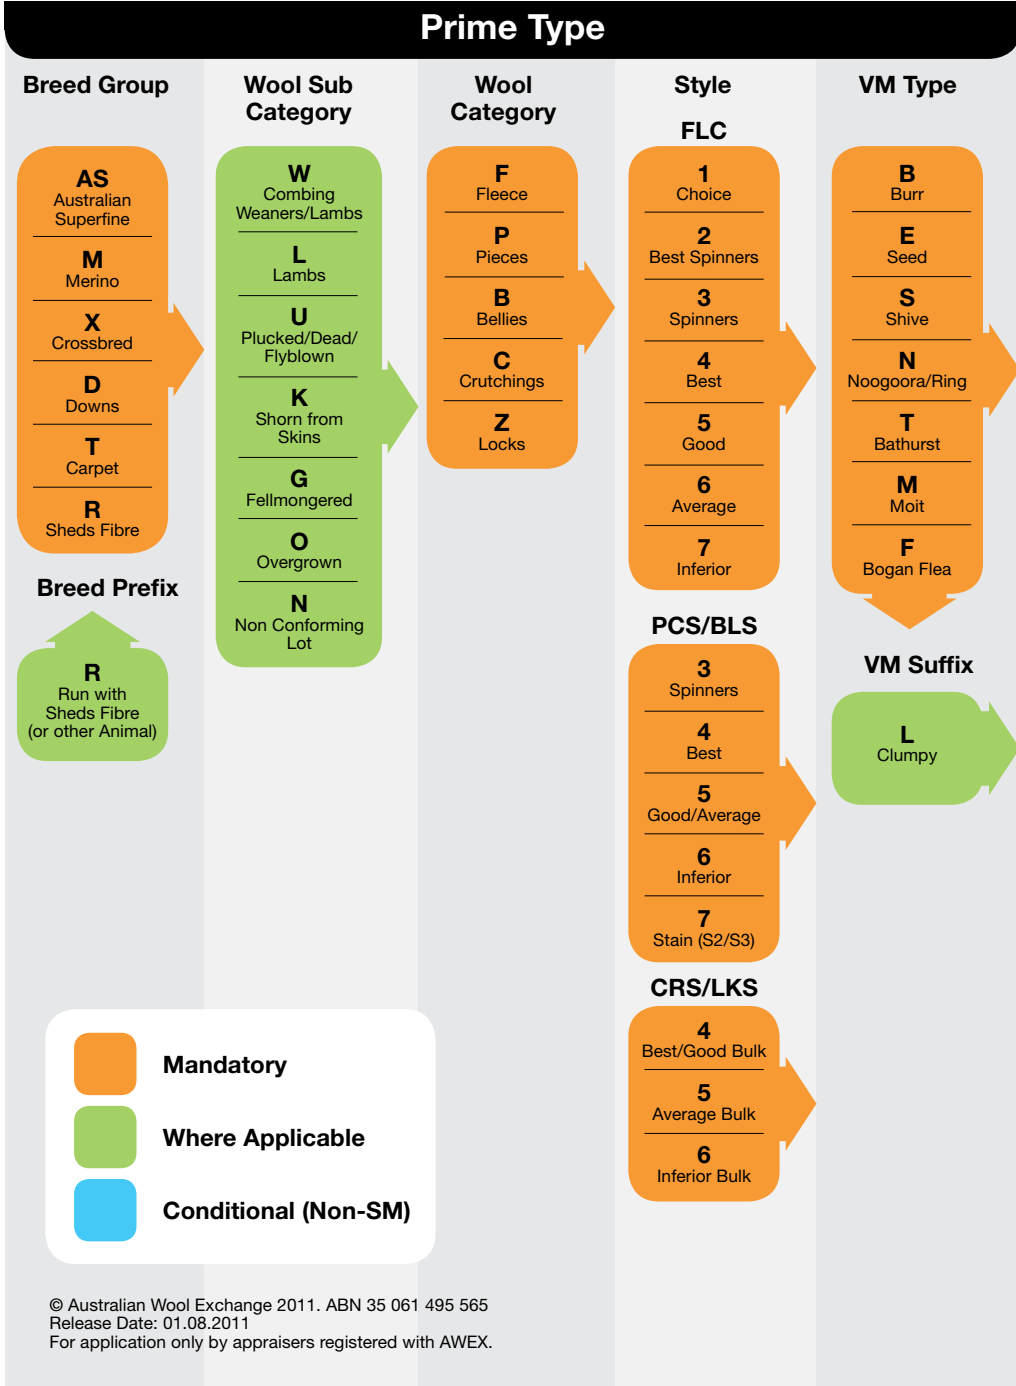 Prime Type
Breed Group
AS
Australian
Superfine
M
Merino
X
Crossbred
D
Downs
T
Carpet
R
Sheds Fibre
Breed Prefix
R
Run with
Sheds Fibre
(or other Animal)
Wool Sub
Category
W
Combing
Weaners/Lambs
L
Lambs
U
Plucked/Dead/
Flyblown
K
Shorn from
Skins
G
Fellmongered
O
Overgrown
N
Non Conforming
Lot
Wool
Category
F
Fleece
P
Pieces
B
Bellies
C
Crutchings
Z
Locks
Style
FLC
1
Choice
2
Best Spinners
3
Spinners
4
Best
5
Good
6
Average
7
Inferior
PCS/BLS
3
Spinners
4
Best
5
Good/Average
6
Inferior
7
Stain (S2/S3)
CRS/LKS
4
Best/Good Bulk
5
Average Bulk
6
Inferior Bulk
VM Type
B
Burr
E
Seed
S
Shive
N
Noogoora/Ring
T
Bathurst
M
Moit
F
Bogan Flea
VM Suffix
L
Clumpy
Mandatory
Where Applicable
Conditional (Non-SM)
© Australian Wool Exchange 2011. ABN 35 061 495 565
Release Date: 01.08.2011
For application only by appraisers registered with AWEX.